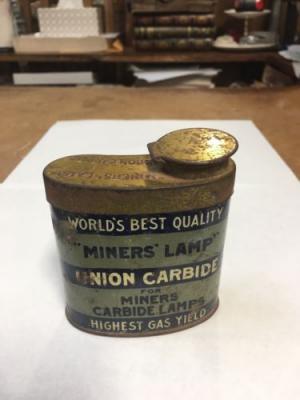 WORLD'S BEST QUALITY
"MINERS' LAMP"
UNION CARBIDE
FOR
MINERS
CARBIDE LAMPS
HIGHEST GAS YIELD